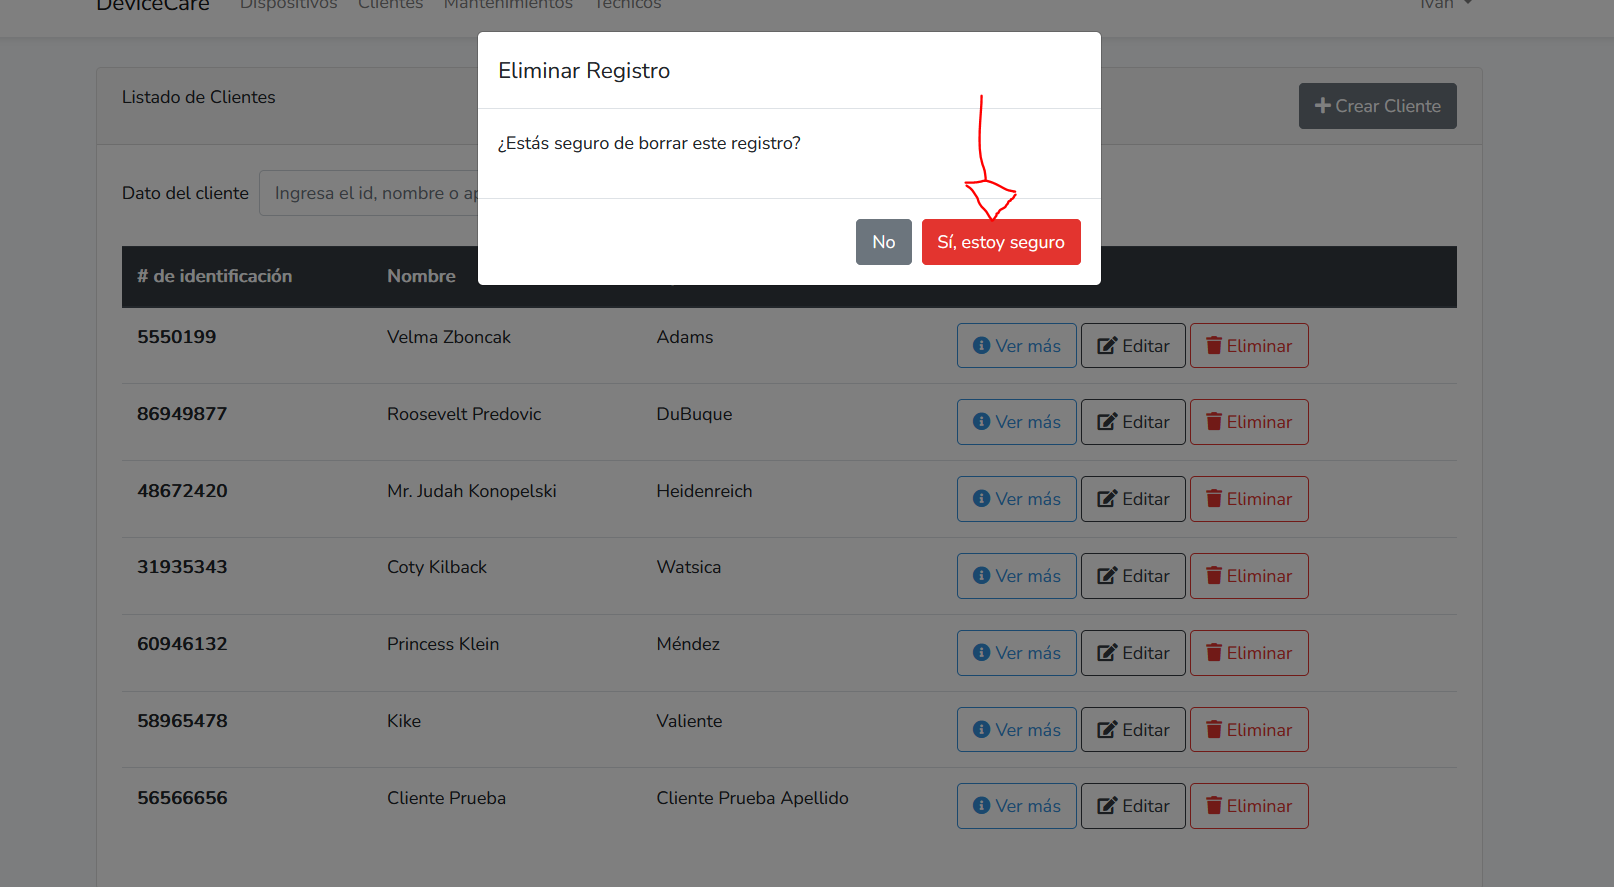 DeviceCare Dispositivos Clientes Mantenimientos Técnicos Ivan
Eliminar Registro
¿Estás seguro de borrar este registro?
No Sí, estoy seguro
Listado de Clientes Crear Cliente
Dato del cliente Ingresa el id, nombre o
# de identificación Nombre
5550199 Velma Zboncak Adams Ver más Editar Eliminar
86949877 Roosevelt Predovic DuBuque Ver más Editar Eliminar
48672420 Mr. Judah Konopelski Heidenreich Ver más Editar Eliminar
31935343 Coty Kilback Watsica Ver más Editar Eliminar
60946132 Princess Klein Méndez Ver más Editar Eliminar
58965478 Kike Valiente Ver más Editar Eliminar
56566656 Cliente Prueba Cliente Prueba Apellido Ver más Editar Eliminar